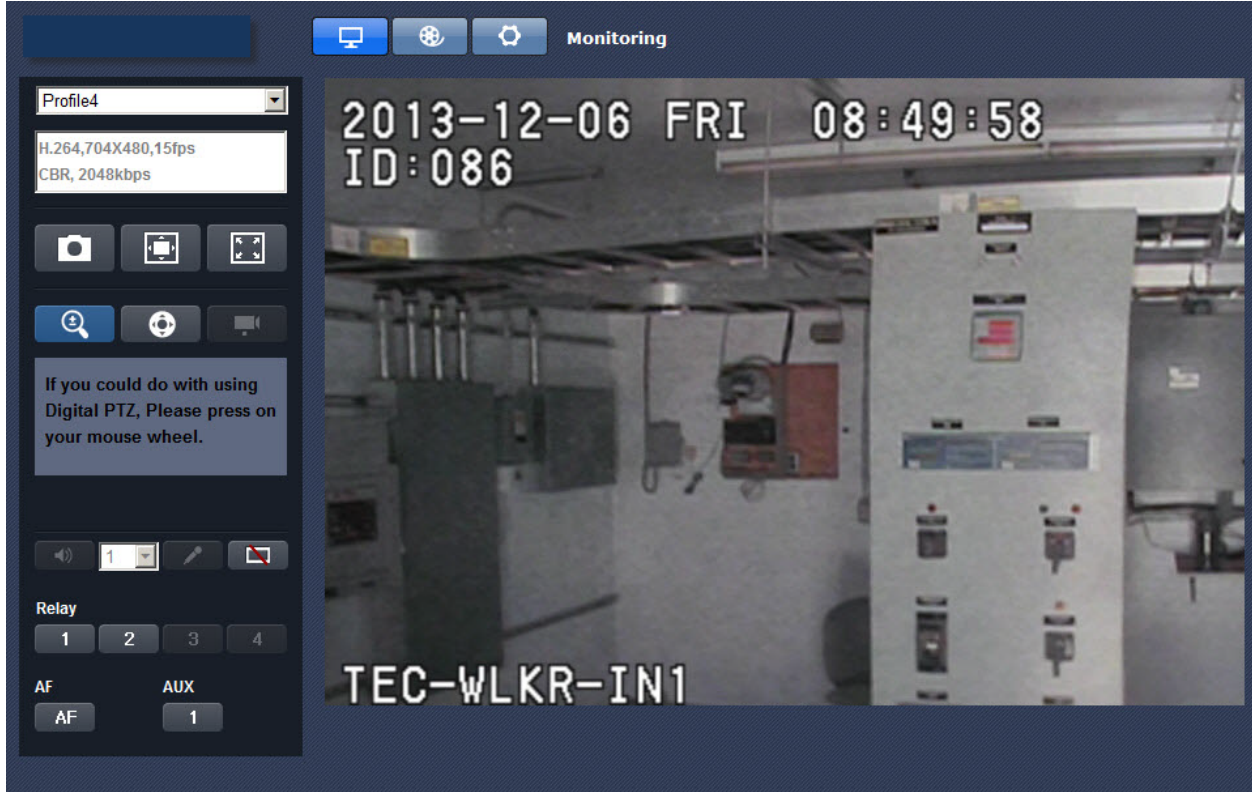 Monitoring
Profile4
H.264,704X480,15fps
CBR, 2048kbps
If you could do with using
Digital PTZ, Please press on
your mouse wheel.
1
Relay
1 2 3 4
AF AUX
AF 1
2013-12-06 FRI 08:49:58
ID:086
TEC-WLKR-IN1